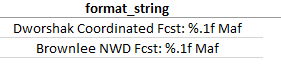 format_string
Dworshak Coordinated Fcst: %.1f Maf
Brownlee NWD Fcst: %.1f Maf